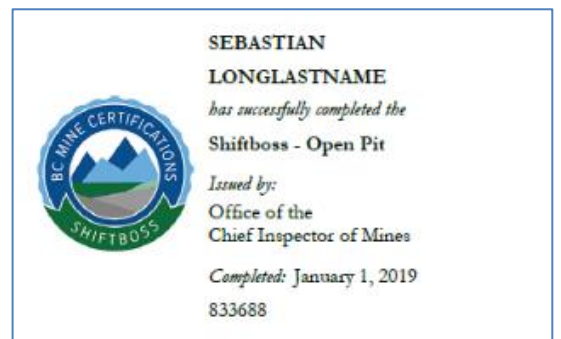 BC MINE CERTIFICATIONS
SHIFTBOSS
SEBASTIAN
LONGLASTNAME
has successfully completed the
Shiftboss - Open Pit
Issued by:
Office of the
Chief Inspector of Mines
Completed: January 1, 2019
833688